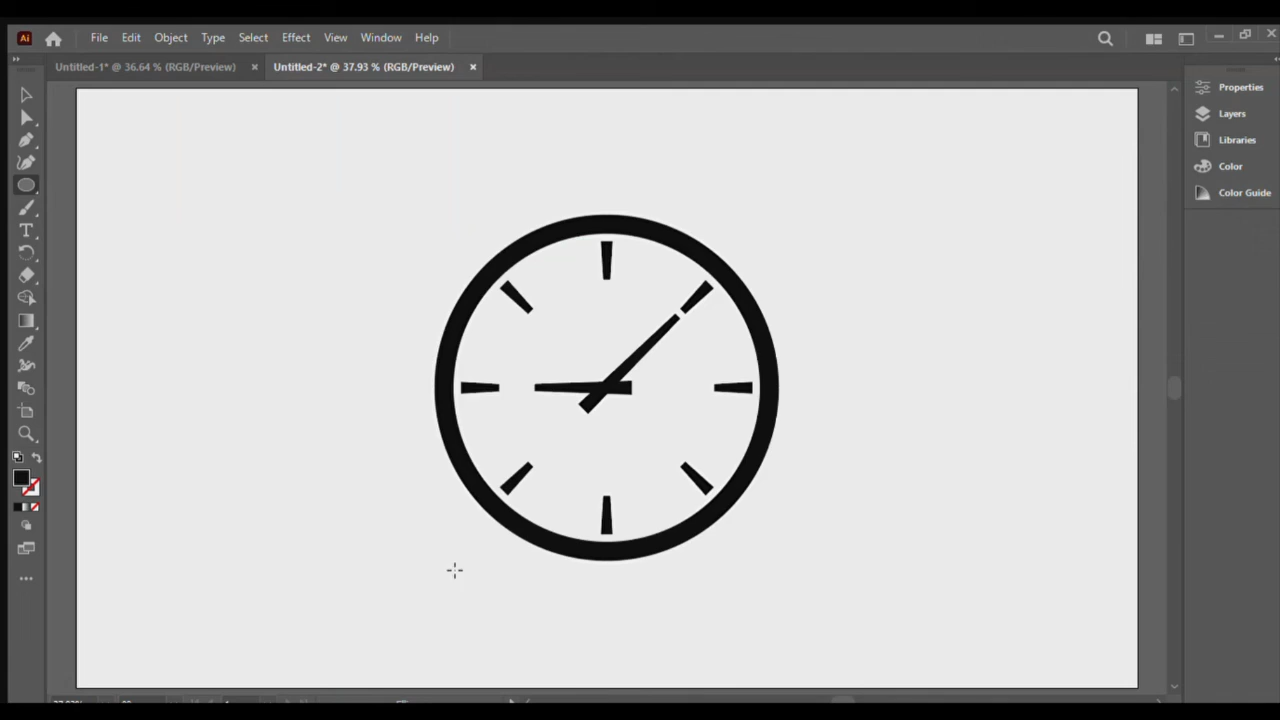 Ai File Edit Object Type Select Effect View Window Help
Untitled-1* @ 36.64 % (RGB/Preview) × Untitled-2* @ 37.93 % (RGB/Preview) ×
Properties
Layers
Libraries
Color
Color Guide